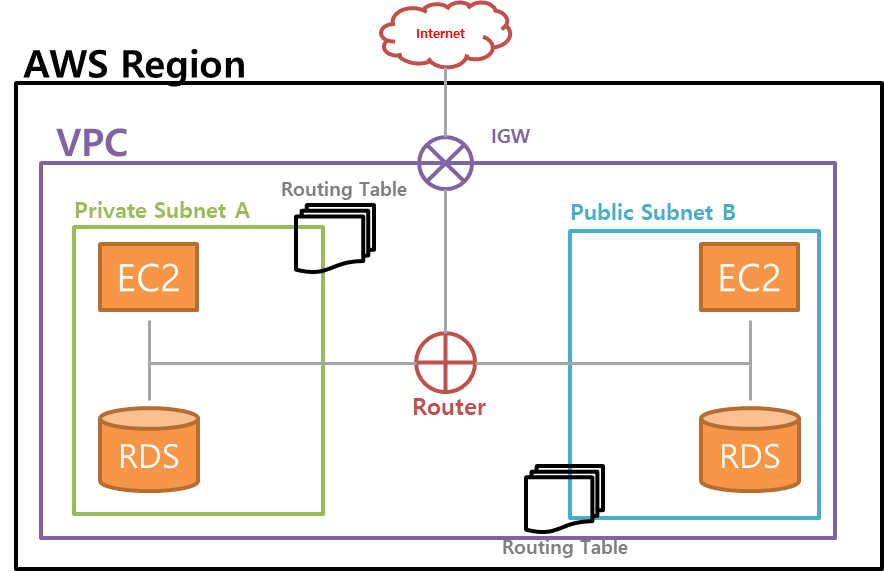 Internet
AWS Region
IGW
VPC
Routing Table
Private Subnet A
Public Subnet B
EC2
EC2
Router
RDS
RDS
Routing Table